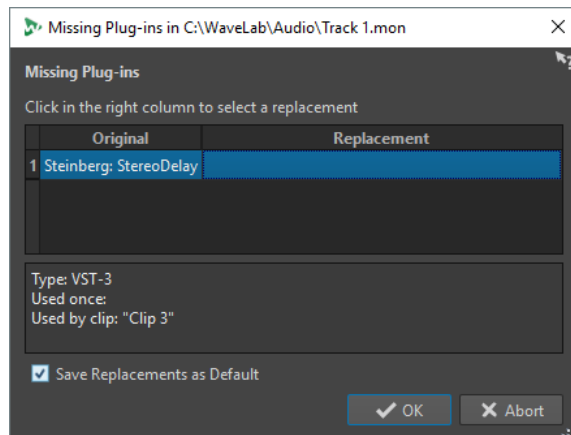 Missing Plug-ins in C:\WaveLab\Audio\Track 1.mon
Missing Plug-ins
Click in the right column to select a replacement
Original Replacement
1 Steinberg: StereoDelay
Type: VST-3
Used once:
Used by clip: "Clip 3"
Save Replacements as Default
OK Abort